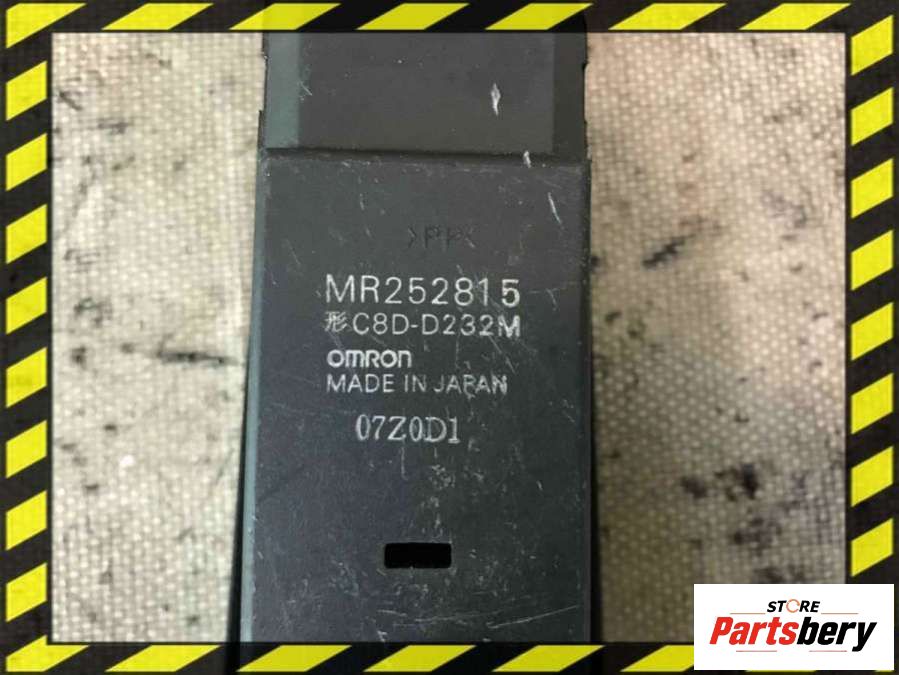 >PP<
MR252815
形C8D-D232M
omron
MADE IN JAPAN
07Z0D1
STORE
Partsbery